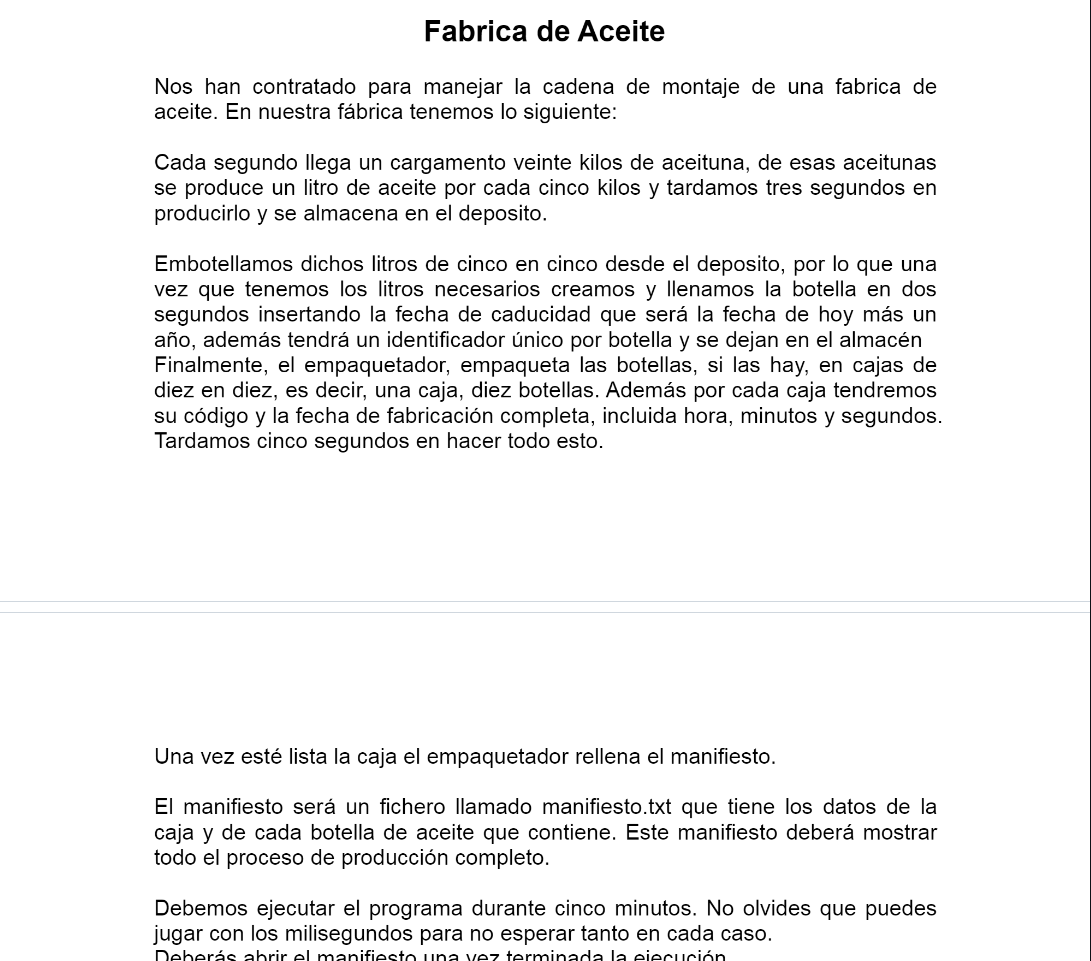 Fabrica de Aceite
Nos han contratado para manejar la cadena de montaje de una fabrica de
aceite. En nuestra fábrica tenemos lo siguiente:
Cada segundo llega un cargamento veinte kilos de aceituna, de esas aceitunas
se produce un litro de aceite por cada cinco kilos y tardamos tres segundos en
producirlo y se almacena en el deposito.
Embotellamos dichos litros de cinco en cinco desde el deposito, por lo que una
vez que tenemos los litros necesarios creamos y llenamos la botella en dos
segundos insertando la fecha de caducidad que será la fecha de hoy más un
año, además tendrá un identificador único por botella y se dejan en el almacén
Finalmente, el empaquetador, empaqueta las botellas, si las hay, en cajas de
diez en diez, es decir, una caja, diez botellas. Además por cada caja tendremos
su código y la fecha de fabricación completa, incluida hora, minutos y segundos.
Tardamos cinco segundos en hacer todo esto.
Una vez esté lista la caja el empaquetador rellena el manifiesto.
El manifiesto será un fichero llamado manifiesto.txt que tiene los datos de la
caja y de cada botella de aceite que contiene. Este manifiesto deberá mostrar
todo el proceso de producción completo.
Debemos ejecutar el programa durante cinco minutos. No olvides que puedes
jugar con los milisegundos para no esperar tanto en cada caso.
Deberás abrir el manifiesto una vez terminada la ejecución.